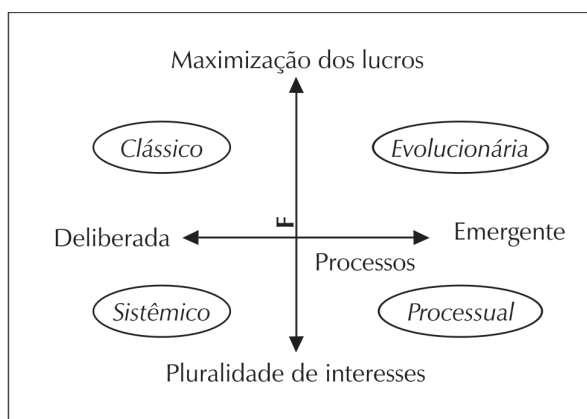 Maximização dos lucros
Clássico
Evolucionária
F
Deliberada
Emergente
Processos
Sistêmico
Processual
Pluralidade de interesses